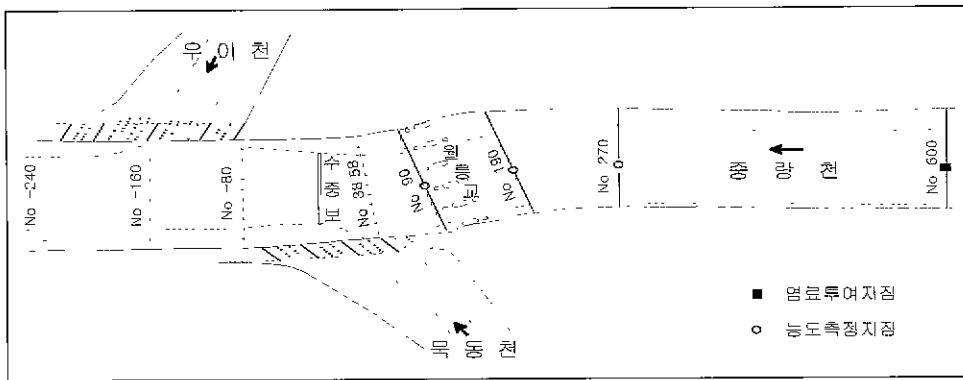 우이천
No -240
No -160
No -80
수중보
No 38 58
No 90
월릉교
No 180
No 270
중랑천
No 600
묵동천
■ 염료투여지점
○ 농도측정지점